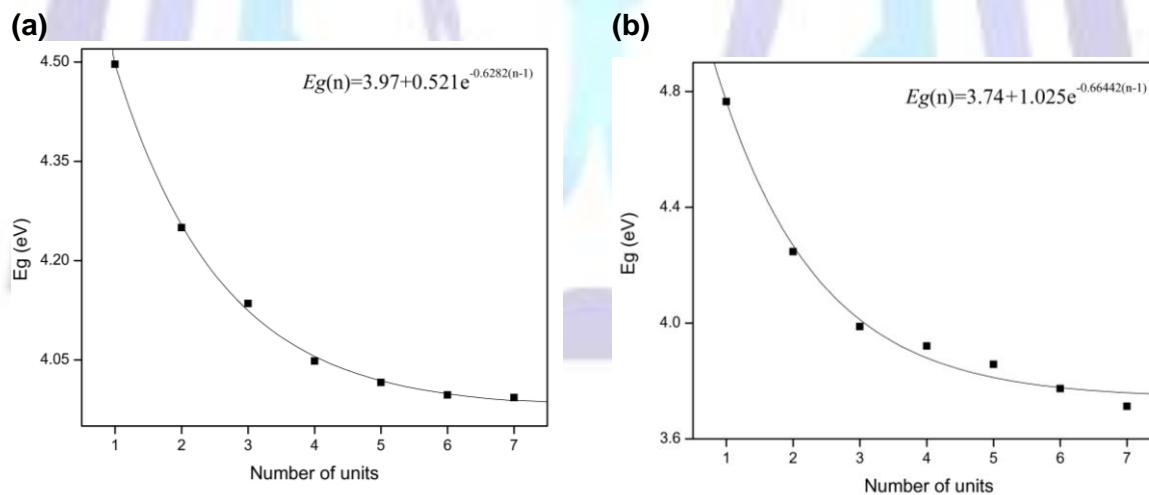 (a)
(b)
Eg(n)=3.97+0.521e^-0.6282(n-1)
4.50
4.35
4.20
4.05
Eg (eV)
1 2 3 4 5 6 7
Number of units
Eg(n)=3.74+1.025e^-0.66442(n-1)
4.8
4.4
4.0
3.6
Eg (eV)
1 2 3 4 5 6 7
Number of units